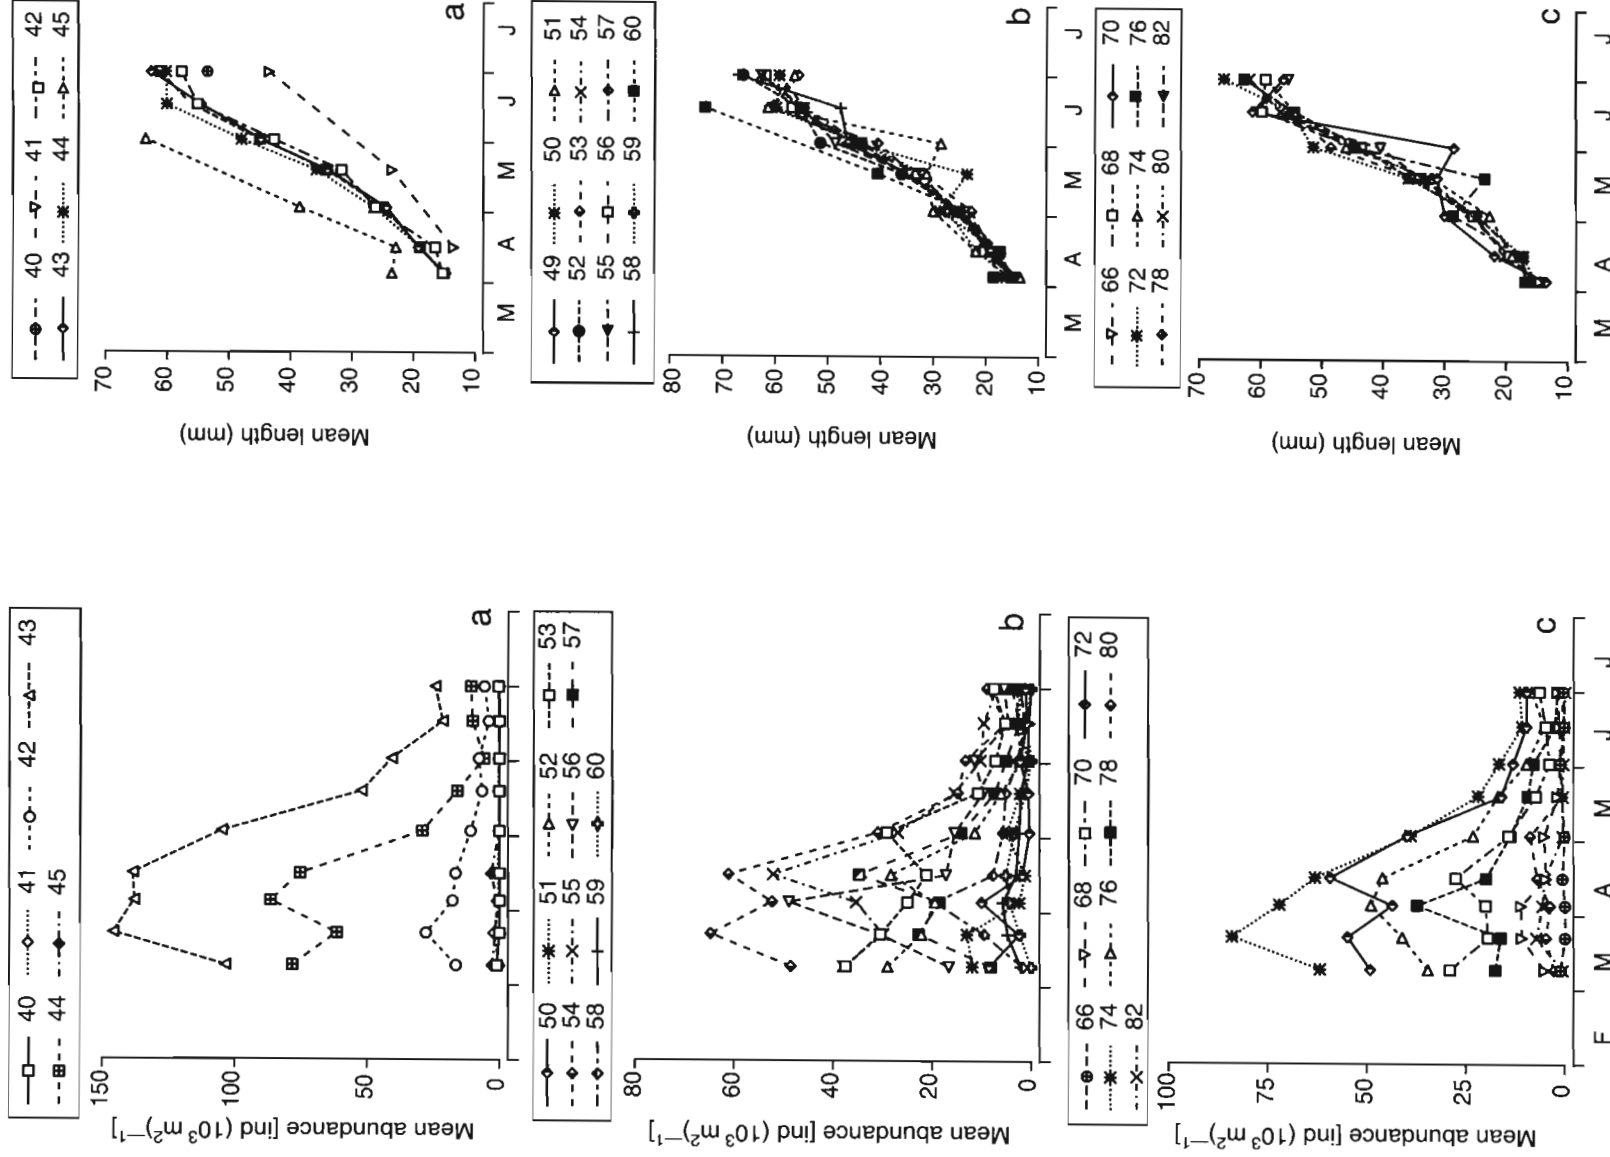 40 41 42 43
44 45
Mean abundance [ind (10³ m²)⁻¹]
150
100
50
0
a
50 51 52 53
54 55 56 57
58 59 60
Mean abundance [ind (10³ m²)⁻¹]
80
60
40
20
0
b
66 68 70 72
74 76 78 80
82
Mean abundance [ind (10³ m²)⁻¹]
100
75
50
25
0
c
F M A M J J
40 41 42
43 44 45
Mean length (mm)
70
60
50
40
30
20
10
a
M A M J J
49 50 51
52 53 54
55 56 57
58 59 60
Mean length (mm)
80
70
60
50
40
30
20
10
b
M A M J J
66 68 70
72 74 76
78 80 82
Mean length (mm)
70
60
50
40
30
20
10
c
M A M J J